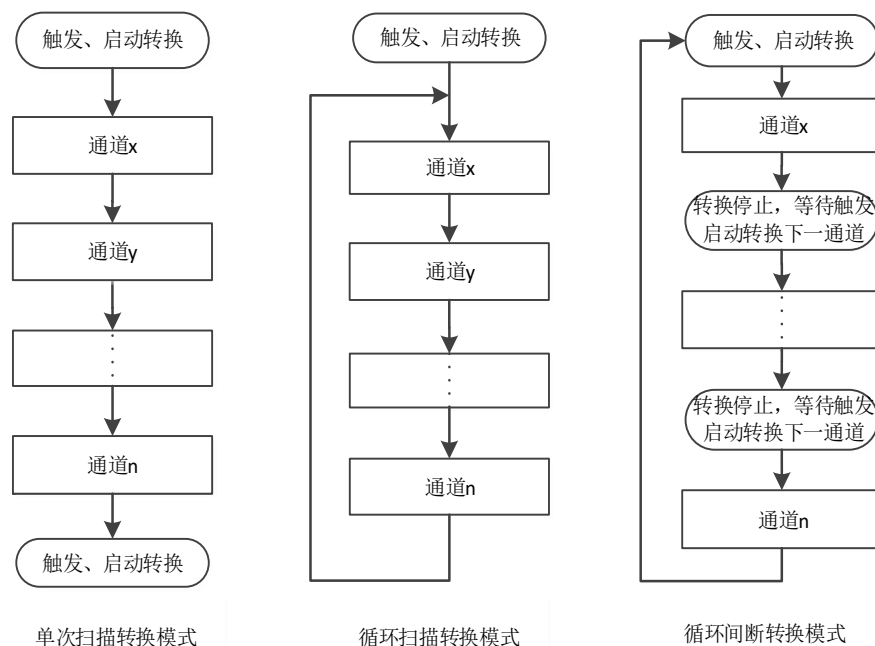 触发、启动转换
通道x
通道y
⋮
通道n
触发、启动转换
单次扫描转换模式
触发、启动转换
通道x
通道y
⋮
通道n
循环扫描转换模式
触发、启动转换
通道x
转换停止，等待触发
启动转换下一通道
⋮
转换停止，等待触发
启动转换下一通道
通道n
循环间断转换模式